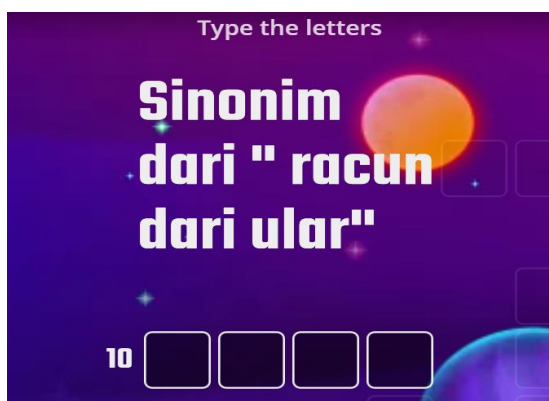 Type the letters
Sinonim
dari " racun
dari ular"
10